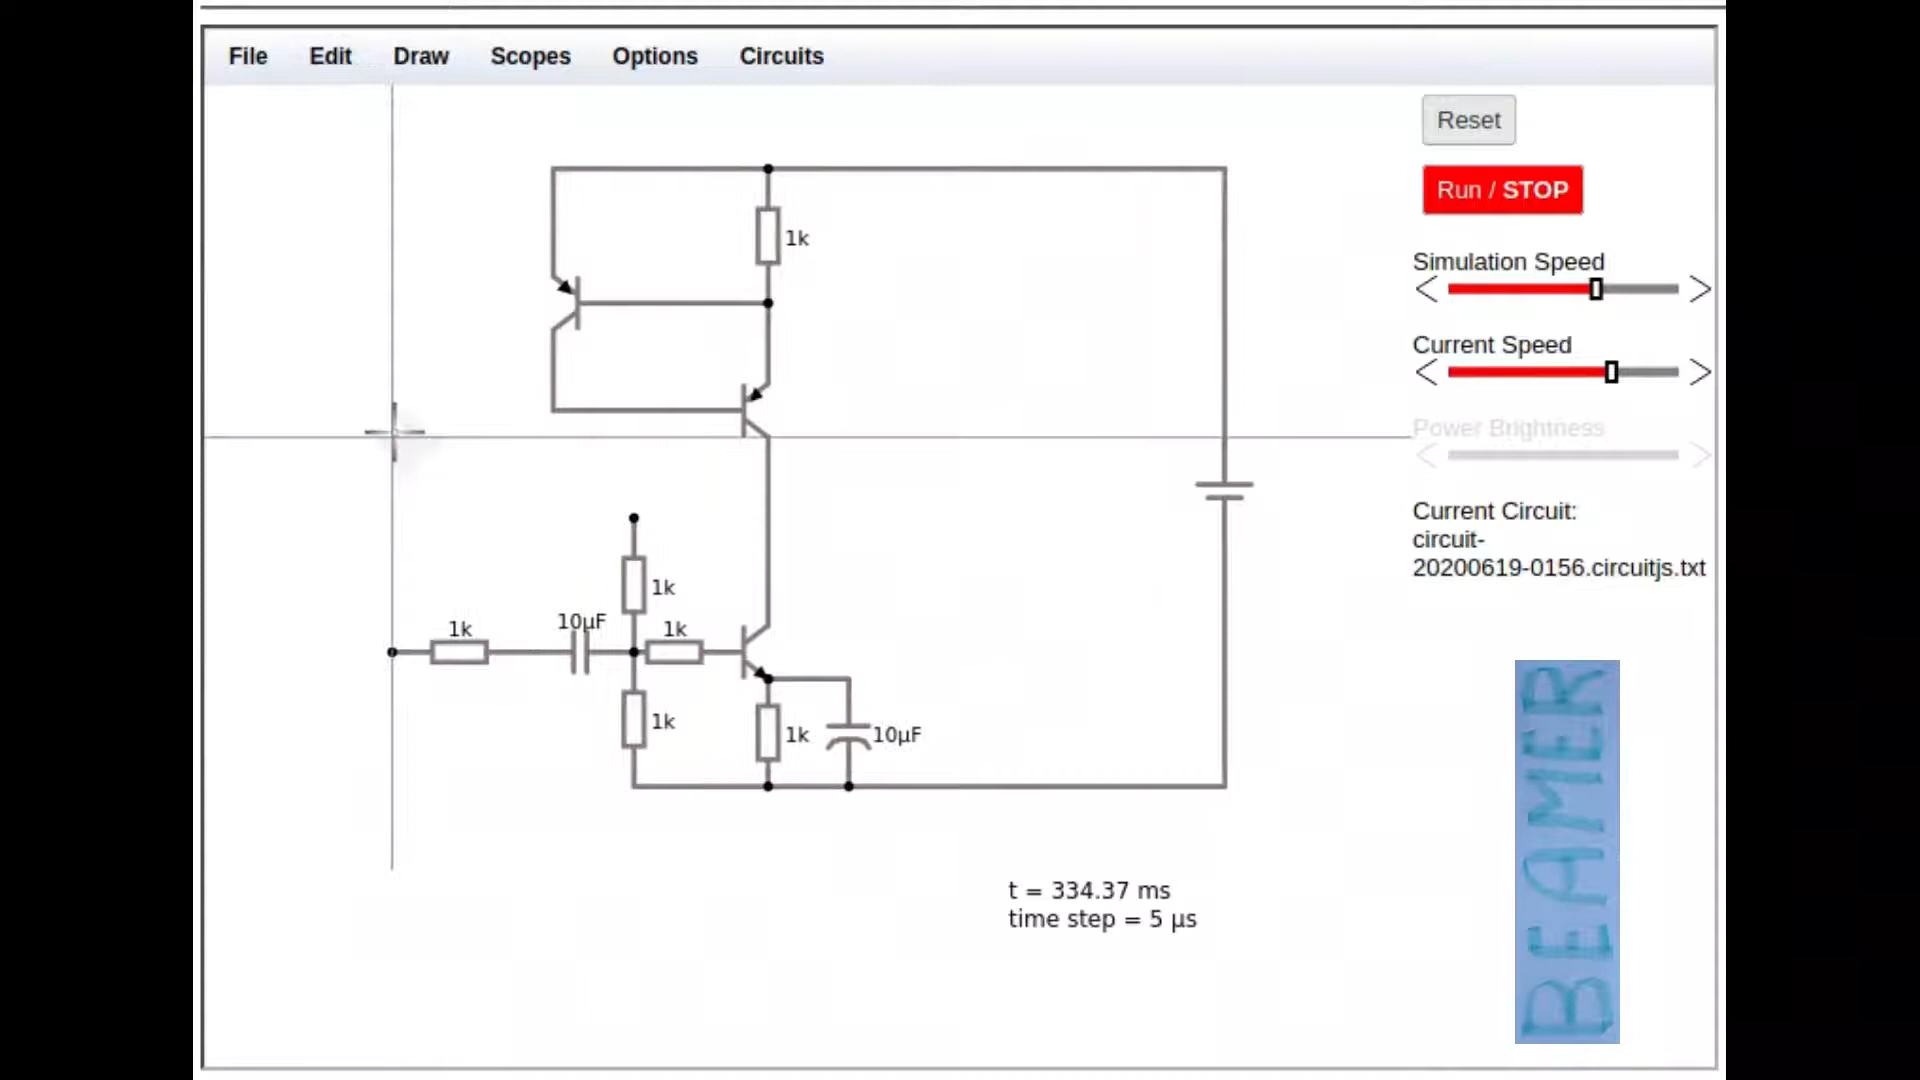 File Edit Draw Scopes Options Circuits
Reset
Run / STOP
Simulation Speed
Current Speed
Power Brightness
Current Circuit:
circuit-
20200619-0156.circuitjs.txt
1k
1k
1k
10µF
1k
1k
1k
10µF
t = 334.37 ms
time step = 5 µs
BEAMER